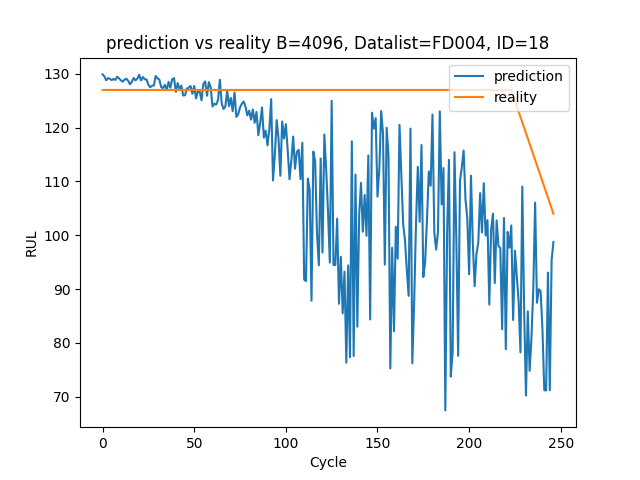 prediction vs reality B=4096, Datalist=FD004, ID=18
prediction
reality
130
120
110
100
90
80
70
RUL
0 50 100 150 200 250
Cycle